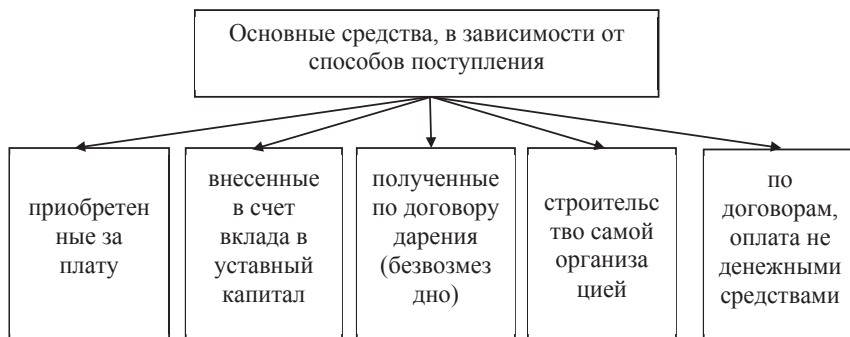 Основные средства, в зависимости от
способов поступления
приобретен
ные за
плату
внесенные
в счет
вклада в
уставный
капитал
полученные
по договору
дарения
(безвозмез
дно)
строительс
тво самой
организа
цией
по
договорам,
оплата не
денежными
средствами